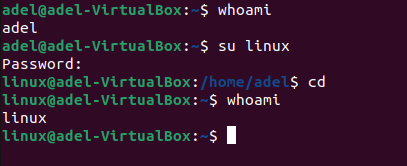 adel@adel-VirtualBox:~$ whoami
adel
adel@adel-VirtualBox:~$ su linux
Password:
linux@adel-VirtualBox:/home/adel$ cd
linux@adel-VirtualBox:~$ whoami
linux
linux@adel-VirtualBox:~$